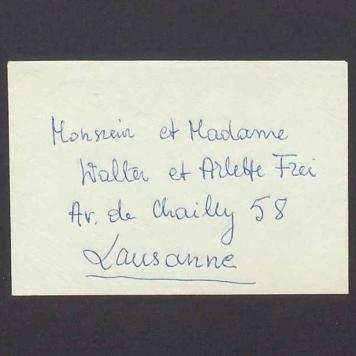 Monsieur et Madame
Walter et Arlette Frei
Av. de Chailly 58
Lausanne